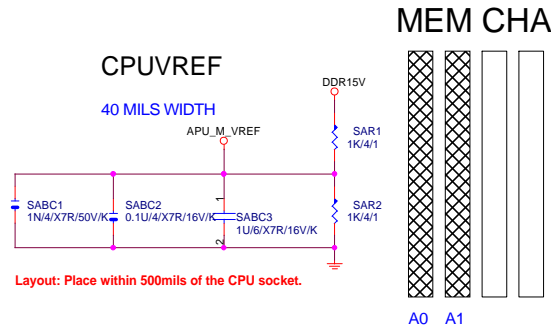 MEM CHA
CPUVREF
DDR15V
40 MILS WIDTH
APU_M_VREF
SAR1
1K/4/1
SABC1
1N/4/X7R/50V/K
SABC2
0.1U/4/X7R/16V/K
1
SABC3
1U/6/X7R/16V/K
2
SAR2
1K/4/1
Layout: Place within 500mils of the CPU socket.
A0 A1